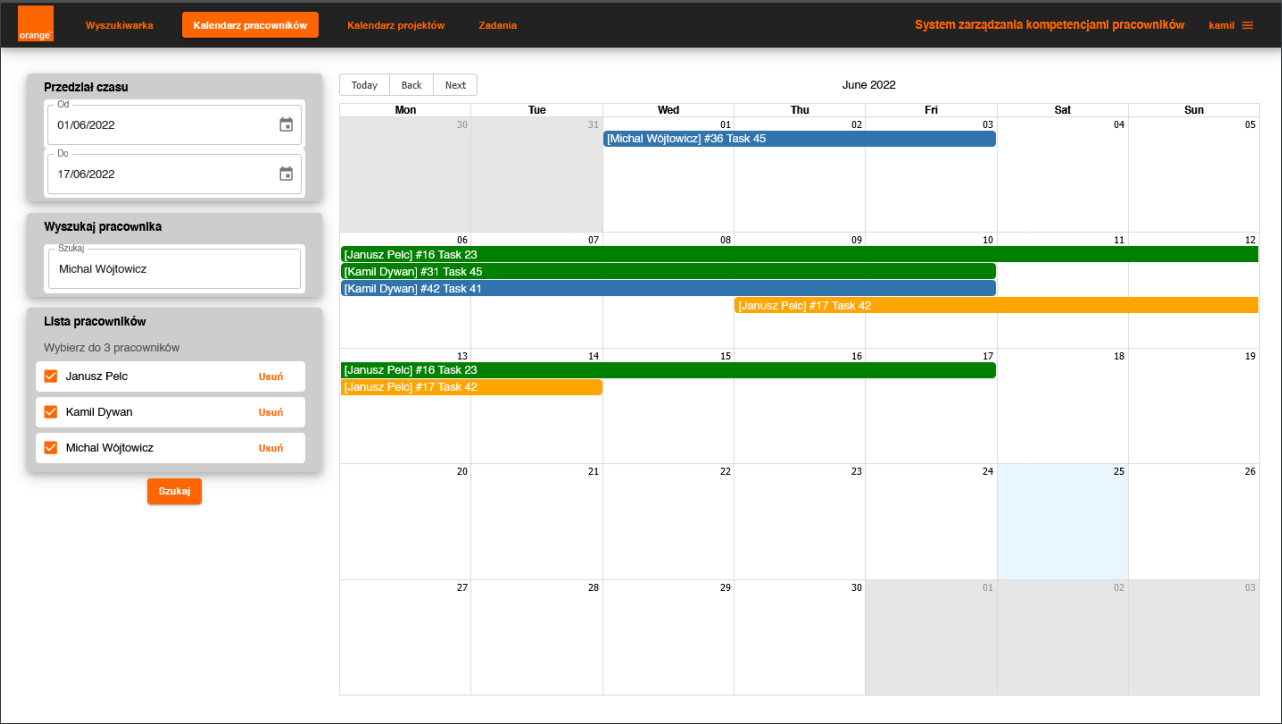 orange™
Wyszukiwarka
Kalendarz pracowników
Kalendarz projektów
Zadania
System zarządzania kompetencjami pracowników
kamil
Przedział czasu
Od
01/06/2022
Do
17/06/2022
Wyszukaj pracownika
Szukaj
Michal Wójtowicz
Lista pracowników
Wybierz do 3 pracowników
Janusz Pelc Usuń
Kamil Dywan Usuń
Michal Wójtowicz Usuń
Szukaj
Today Back Next
June 2022
Mon Tue Wed Thu Fri Sat Sun
30 31 01 02 03 04 05
[Michal Wójtowicz] #36 Task 45
06 07 08 09 10 11 12
[Janusz Pelc] #16 Task 23
[Kamil Dywan] #31 Task 45
[Kamil Dywan] #42 Task 41
[Janusz Pelc] #17 Task 42
13 14 15 16 17 18 19
[Janusz Pelc] #16 Task 23
[Janusz Pelc] #17 Task 42
20 21 22 23 24 25 26
27 28 29 30 01 02 03